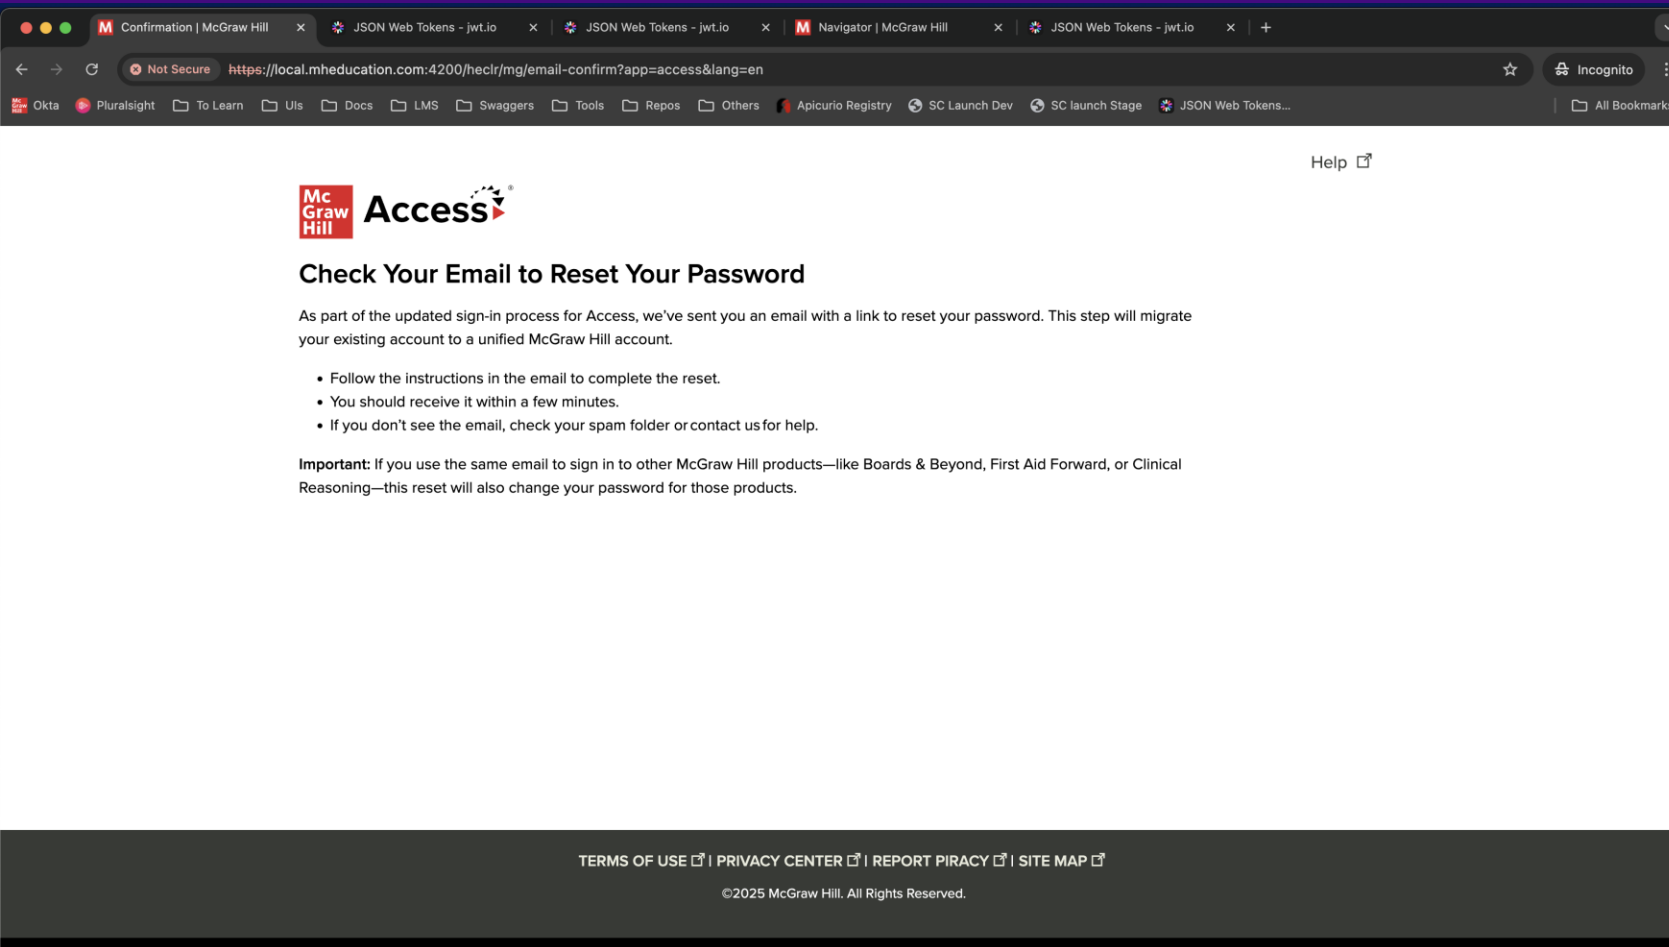 Confirmation | McGraw Hill
JSON Web Tokens - jwt.io
JSON Web Tokens - jwt.io
Navigator | McGraw Hill
JSON Web Tokens - jwt.io
Not Secure
https://local.mheducation.com:4200/heclr/mg/email-confirm?app=access&lang=en
Incognito
Okta
Pluralsight
To Learn
UIs
Docs
LMS
Swaggers
Tools
Repos
Others
Apicurio Registry
SC Launch Dev
SC launch Stage
JSON Web Tokens...
All Bookmarks
Help
Mc
Graw
Hill
Access
Check Your Email to Reset Your Password
As part of the updated sign-in process for Access, we’ve sent you an email with a link to reset your password. This step will migrate
your existing account to a unified McGraw Hill account.
• Follow the instructions in the email to complete the reset.
• You should receive it within a few minutes.
• If you don’t see the email, check your spam folder or contact us for help.
Important: If you use the same email to sign in to other McGraw Hill products—like Boards & Beyond, First Aid Forward, or Clinical
Reasoning—this reset will also change your password for those products.
TERMS OF USE | PRIVACY CENTER | REPORT PIRACY | SITE MAP
©2025 McGraw Hill. All Rights Reserved.